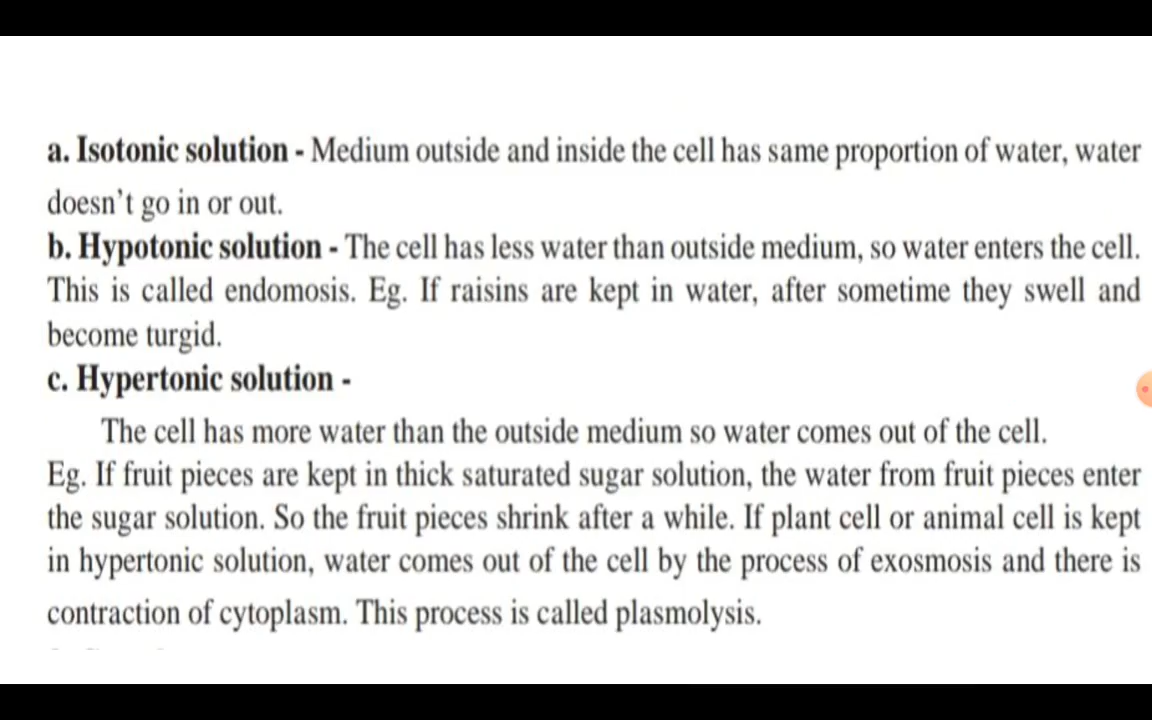 a. Isotonic solution - Medium outside and inside the cell has same proportion of water, water
doesn't go in or out.
b. Hypotonic solution - The cell has less water than outside medium, so water enters the cell.
This is called endomosis. Eg. If raisins are kept in water, after sometime they swell and
become turgid.
c. Hypertonic solution -
The cell has more water than the outside medium so water comes out of the cell.
Eg. If fruit pieces are kept in thick saturated sugar solution, the water from fruit pieces enter
the sugar solution. So the fruit pieces shrink after a while. If plant cell or animal cell is kept
in hypertonic solution, water comes out of the cell by the process of exosmosis and there is
contraction of cytoplasm. This process is called plasmolysis.